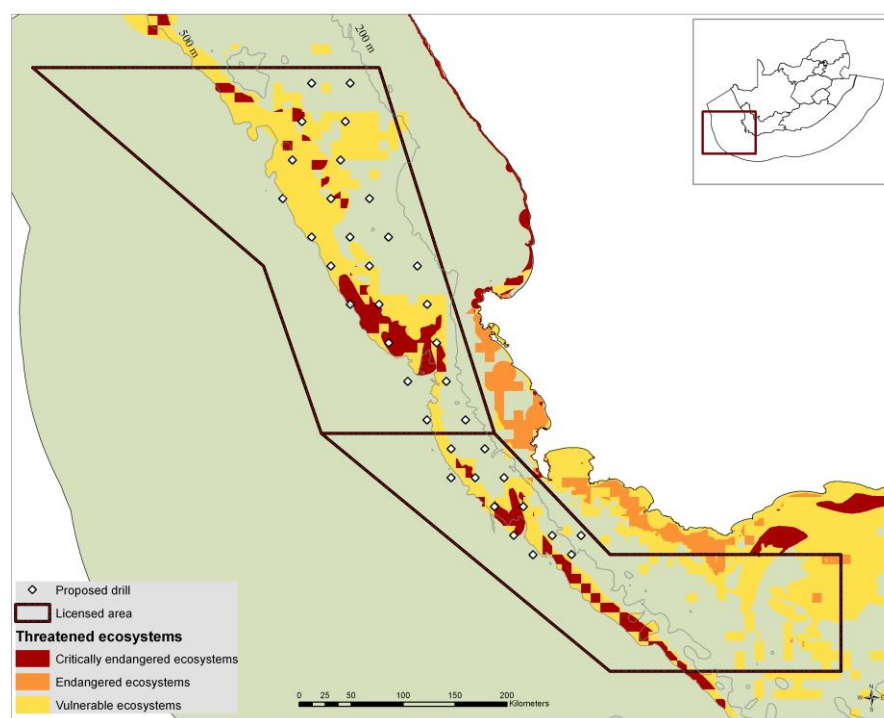 500 m
200 m
Proposed drill
Licensed area
Threatened ecosystems
Critically endangered ecosystems
Endangered ecosystems
Vulnerable ecosystems
0 25 50 100 150 200
Kilometers
N
W E
S